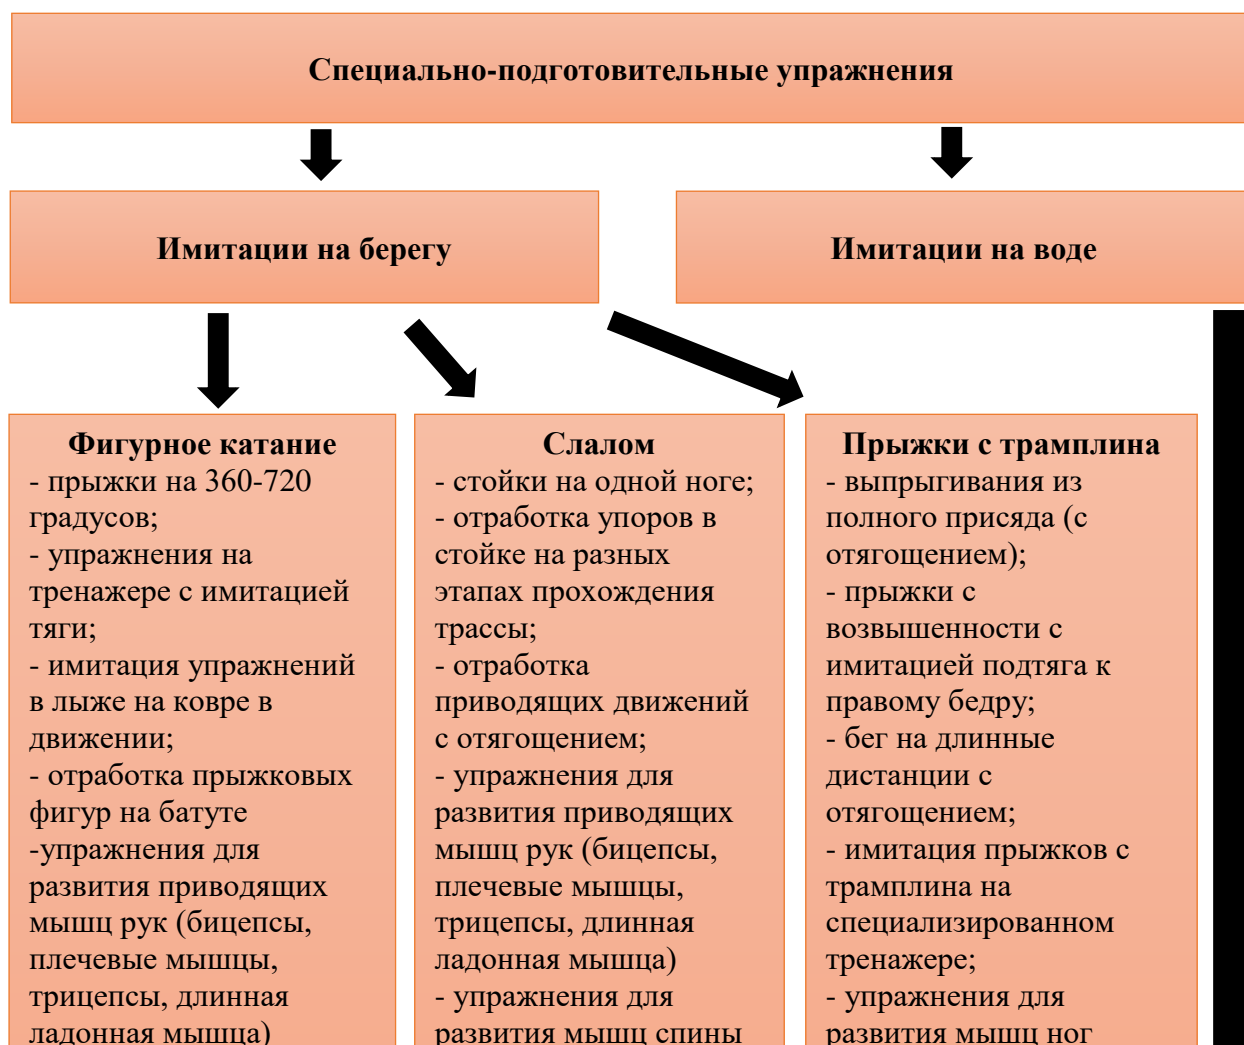 Специально-подготовительные упражнения
Имитации на берегу
Имитации на воде
Фигурное катание
- прыжки на 360-720
градусов;
- упражнения на
тренажере с имитацией
тяги;
- имитация упражнений
в лыже на ковре в
движении;
- отработка прыжковых
фигур на батуте
-упражнения для
развития приводящих
мышц рук (бицепсы,
плечевые мышцы,
трицепсы, длинная
ладонная мышца)
Слалом
- стойки на одной ноге;
- отработка упоров в
стойке на разных
этапах прохождения
трассы;
- отработка
приводящих движений
с отягощением;
- упражнения для
развития приводящих
мышц рук (бицепсы,
плечевые мышцы,
трицепсы, длинная
ладонная мышца)
- упражнения для
развития мышц спины
Прыжки с трамплина
- выпрыгивания из
полного присяда (с
отягощением);
- прыжки с
возвышенности с
имитацией подтяга к
правому бедру;
- бег на длинные
дистанции с
отягощением;
- имитация прыжков с
трамплина на
специализированном
тренажере;
- упражнения для
развития мышц ног